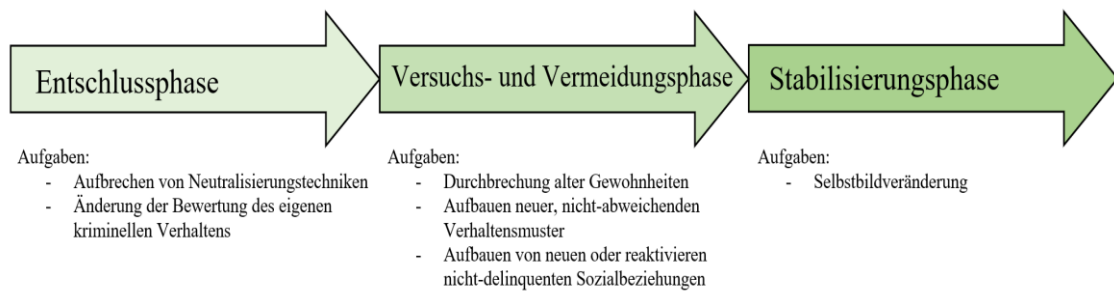 Entschlussphase
Versuchs- und Vermeidungsphase
Stabilisierungsphase
Aufgaben:
- Aufbrechen von Neutralisierungstechniken
- Änderung der Bewertung des eigenen
kriminellen Verhaltens
Aufgaben:
- Durchbrechung alter Gewohnheiten
- Aufbauen neuer, nicht-abweichenden
Verhaltensmuster
- Aufbauen von neuen oder reaktivieren
nicht-delinquenten Sozialbeziehungen
Aufgaben:
- Selbstbildveränderung